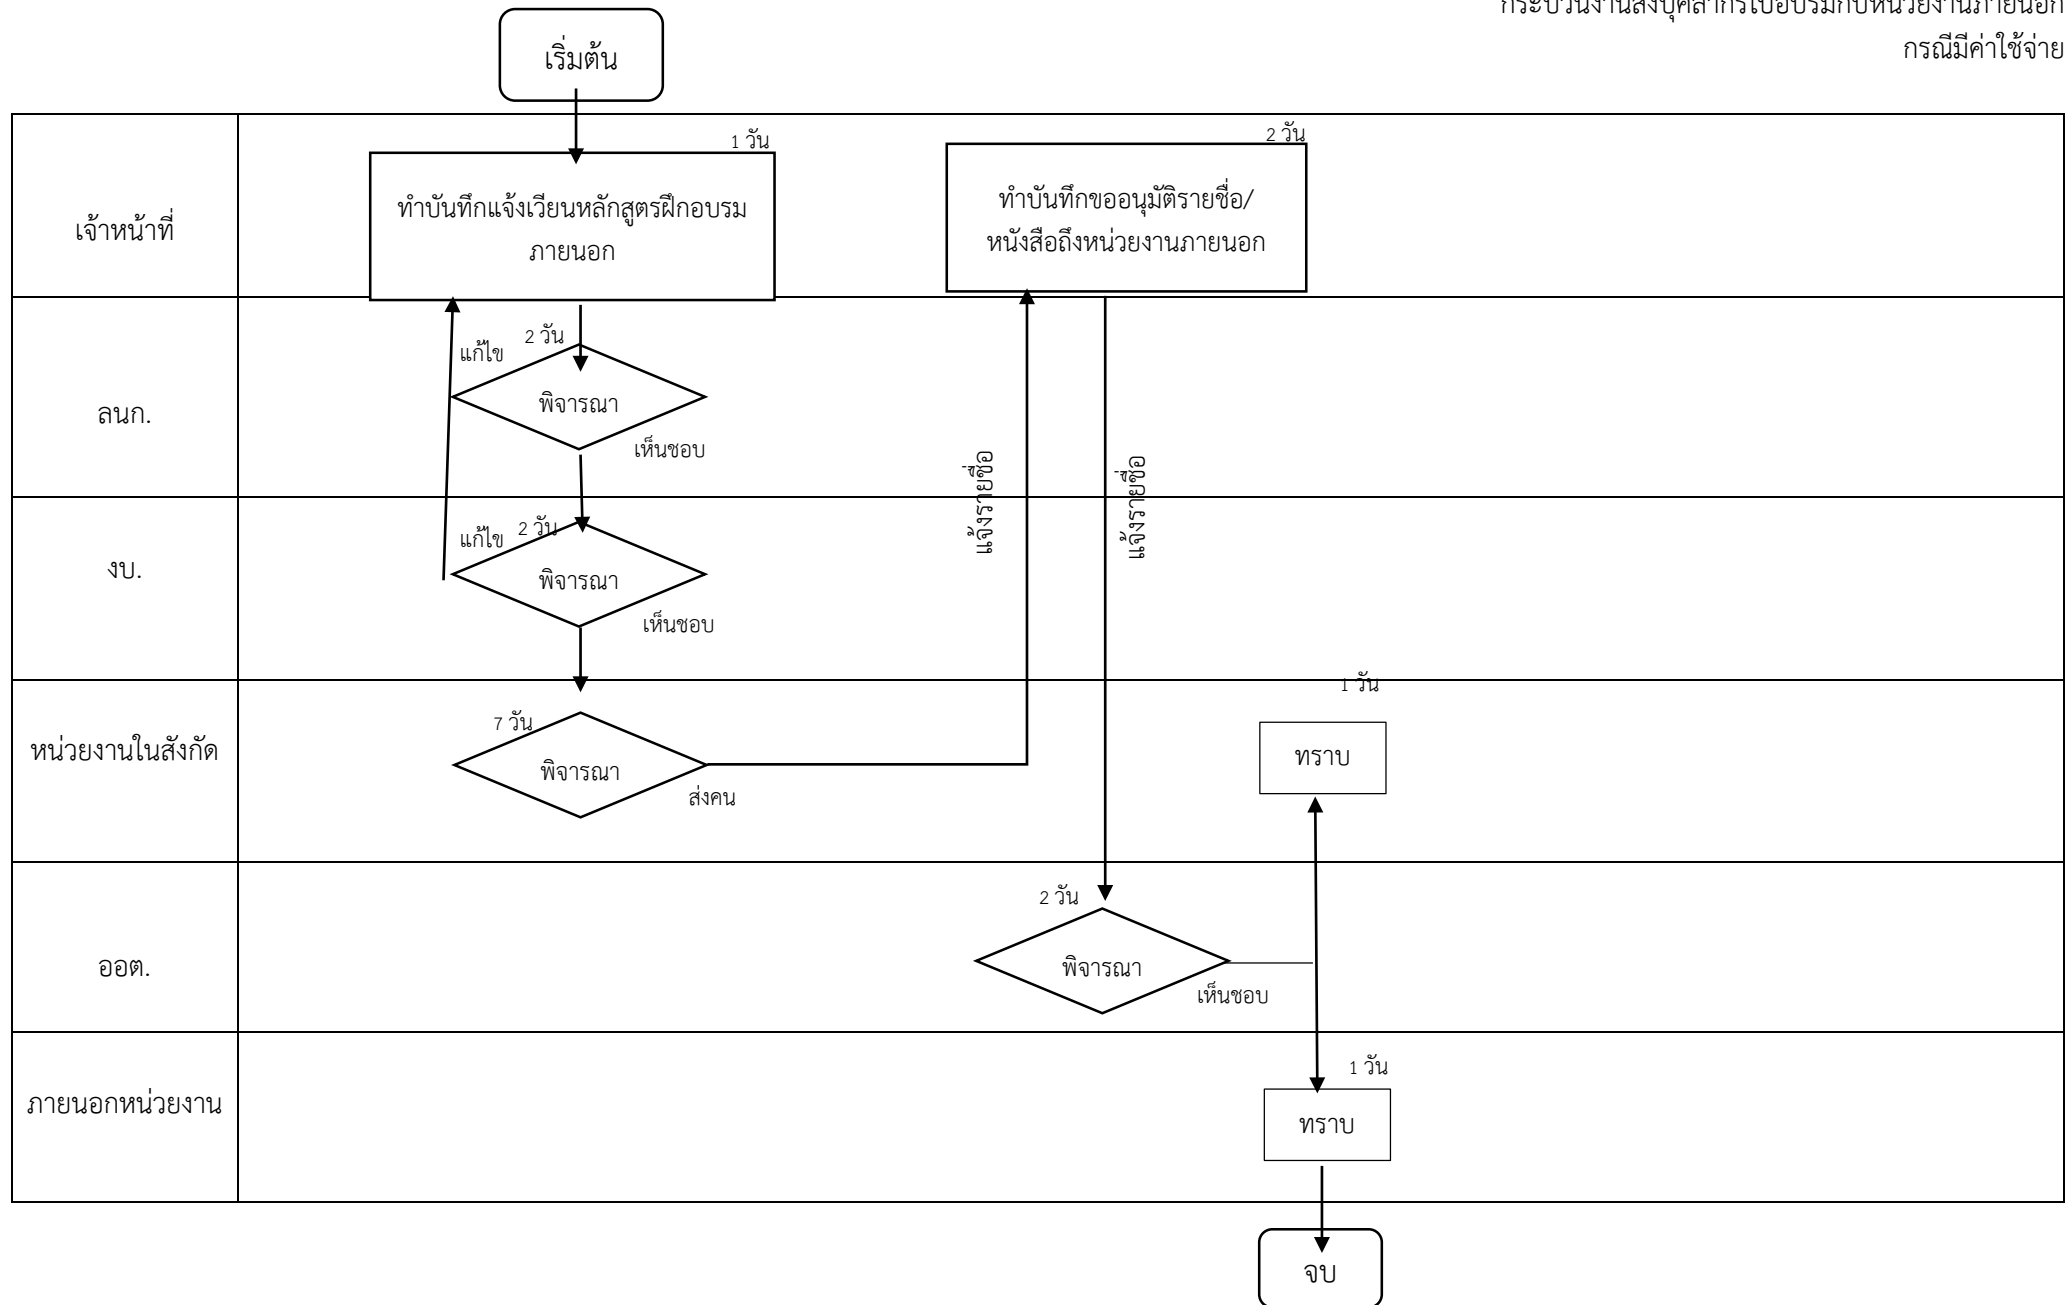 กระบวนงานส่งบุคลากรไปอบรมกับหน่วยงานภายนอก
กรณีมีค่าใช้จ่าย
เริ่มต้น
เจ้าหน้าที่
1 วัน
ทำบันทึกแจ้งเวียนหลักสูตรฝึกอบรม
ภายนอก
2 วัน
ทำบันทึกขออนุมัติรายชื่อ/
หนังสือถึงหน่วยงานภายนอก
ลนก.
แก้ไข
2 วัน
พิจารณา
เห็นชอบ
แจ้งรายชื่อ
แจ้งรายชื่อ
งบ.
แก้ไข
2 วัน
พิจารณา
เห็นชอบ
หน่วยงานในสังกัด
7 วัน
พิจารณา
ส่งคน
1 วัน
ทราบ
ออต.
2 วัน
พิจารณา
เห็นชอบ
ภายนอกหน่วยงาน
1 วัน
ทราบ
จบ